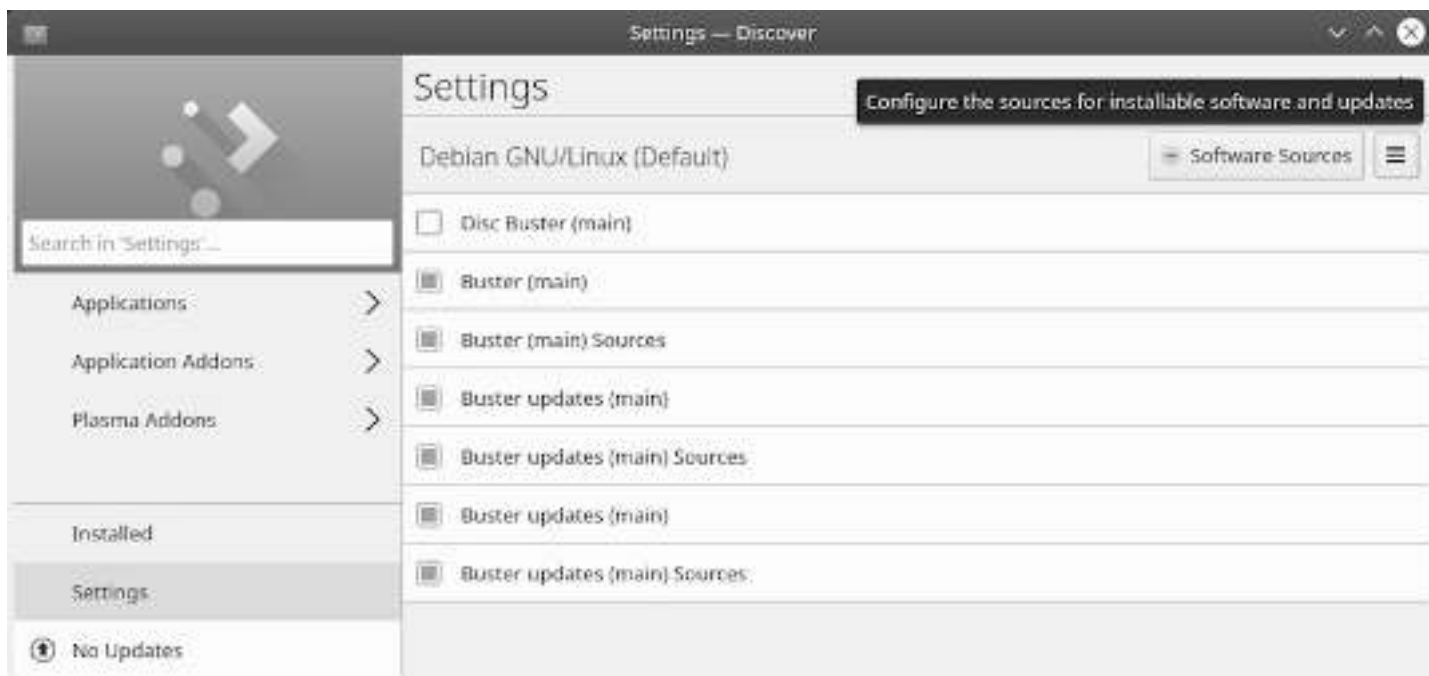 Settings — Discover
Settings
Configure the sources for installable software and updates
Debian GNU/Linux (Default)
Software Sources
Search in 'Settings'...
Disc Buster (main)
Buster (main)
Buster (main) Sources
Buster updates (main)
Buster updates (main) Sources
Buster updates (main)
Buster updates (main) Sources
Applications
Application Addons
Plasma Addons
Installed
Settings
No Updates